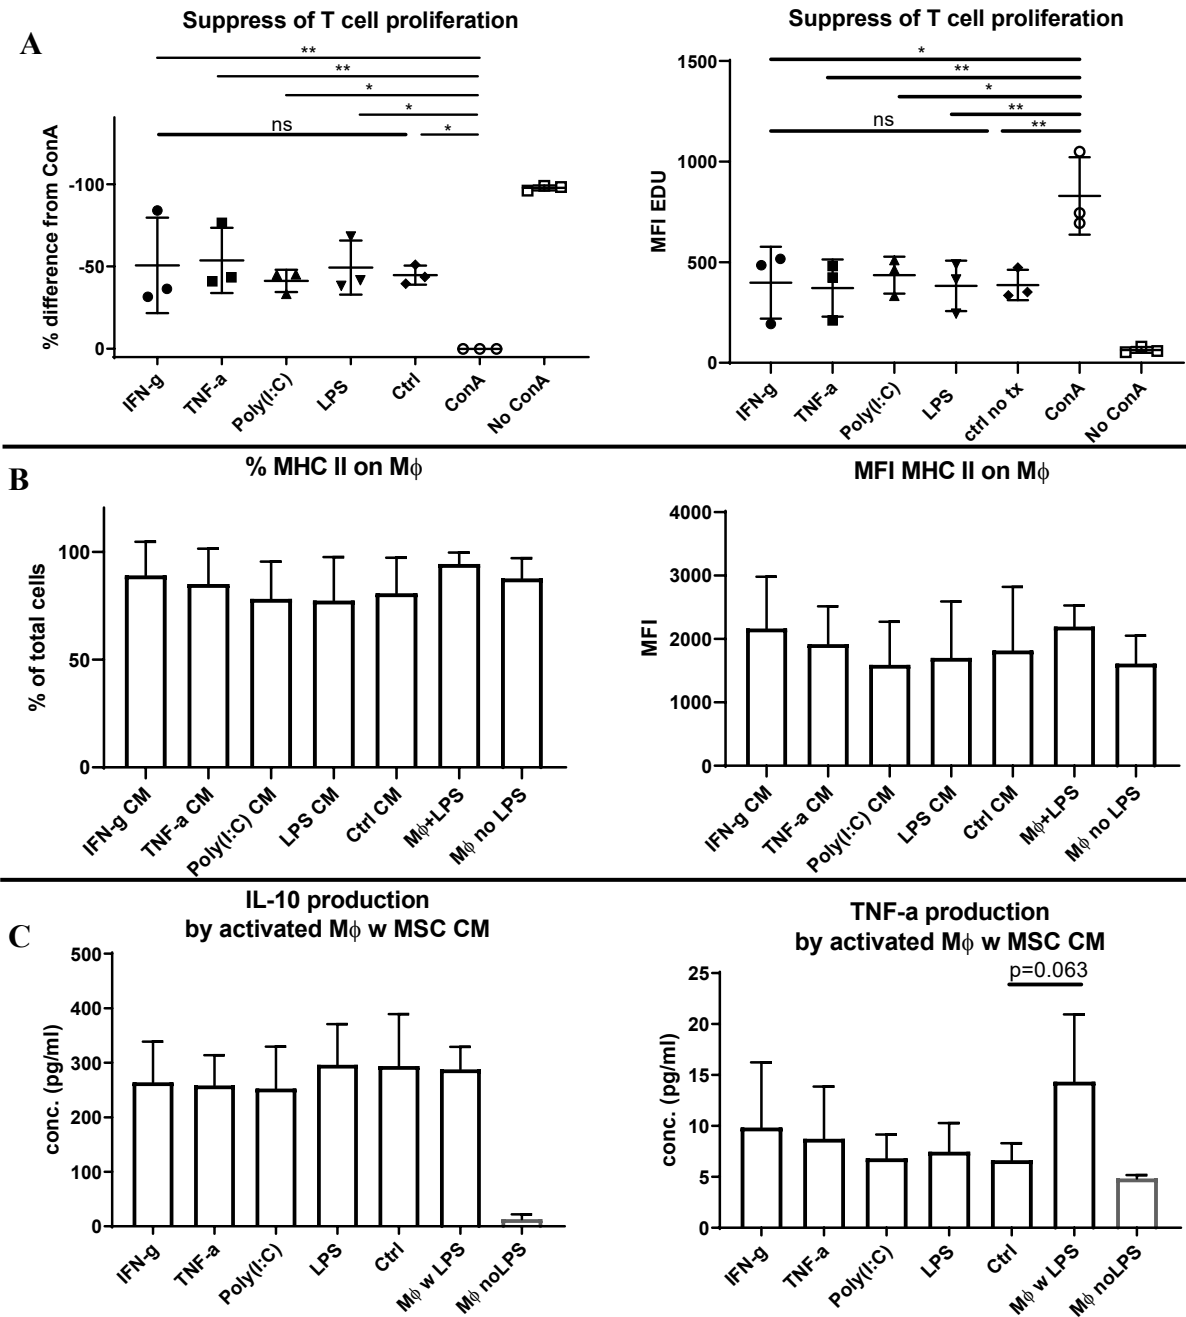 A
Suppress of T cell proliferation
**
**
*
*
ns
*
% difference from ConA
-100
-50
0
IFN-g
TNF-a
Poly(I:C)
LPS
Ctrl
ConA
No ConA
Suppress of T cell proliferation
*
**
*
**
ns
**
MFI EDU
1500
1000
500
0
IFN-g
TNF-a
Poly(I:C)
LPS
ctrl no tx
ConA
No ConA
B
% MHC II on Mϕ
% of total cells
100
50
0
IFN-g CM
TNF-a CM
Poly(I:C) CM
LPS CM
Ctrl CM
Mϕ+LPS
Mϕ no LPS
MFI MHC II on Mϕ
MFI
4000
3000
2000
1000
0
IFN-g CM
TNF-a CM
Poly(I:C) CM
LPS CM
Ctrl CM
Mϕ+LPS
Mϕ no LPS
C
IL-10 production
by activated Mϕ w MSC CM
conc. (pg/ml)
500
400
300
200
100
0
IFN-g
TNF-a
Poly(I:C)
LPS
Ctrl
Mϕ w LPS
Mϕ noLPS
TNF-a production
by activated Mϕ w MSC CM
p=0.063
conc. (pg/ml)
25
20
15
10
5
0
IFN-g
TNF-a
Poly(I:C)
LPS
Ctrl
Mϕ w LPS
Mϕ noLPS